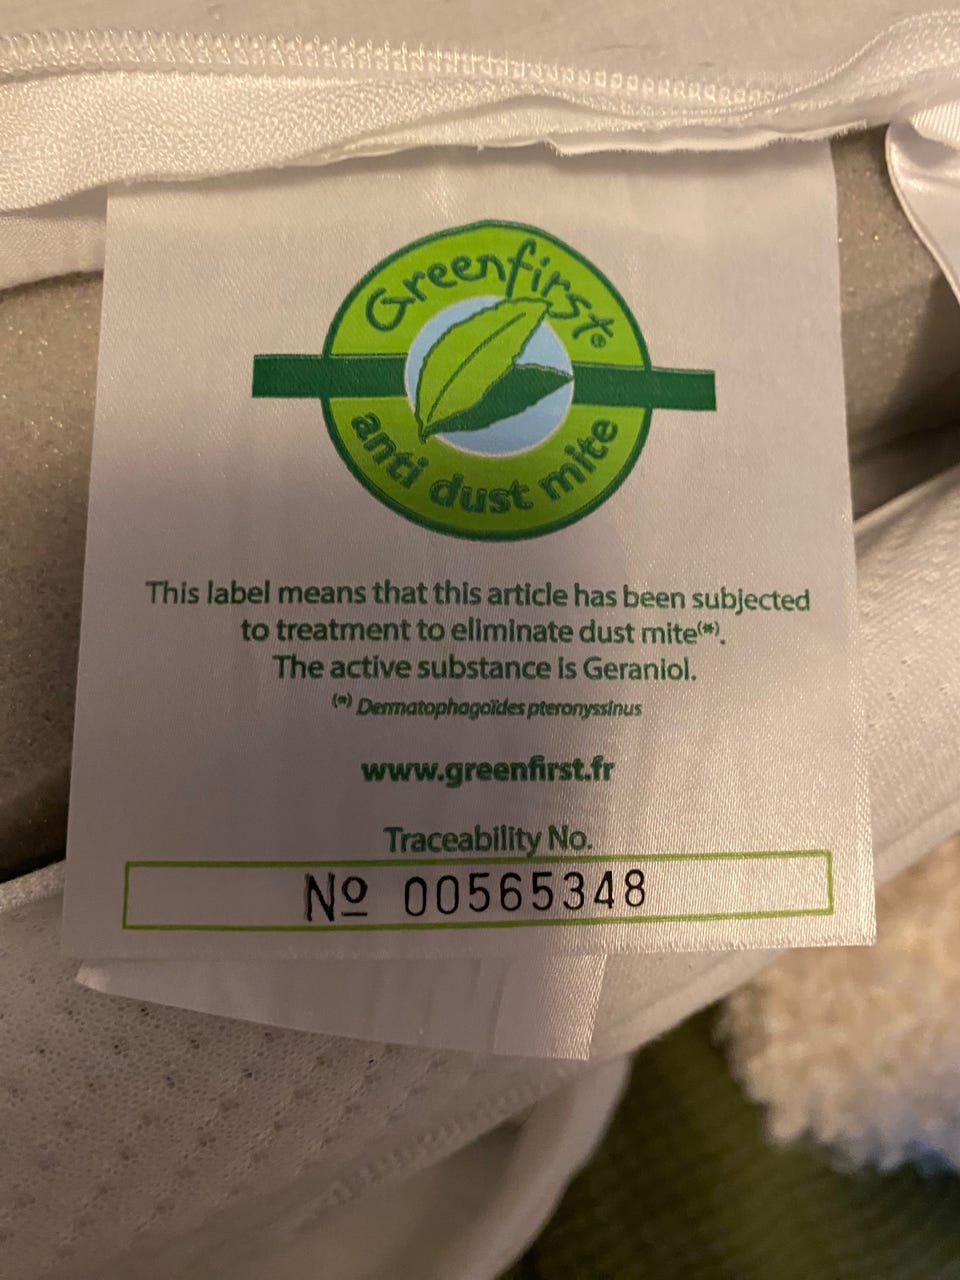 Greenfirst®
anti dust mite
This label means that this article has been subjected
to treatment to eliminate dust mite(*).
The active substance is Geraniol.
(*) Dermatophagoïdes pteronyssinus
www.greenfirst.fr
Traceability No.
Nº 00565348